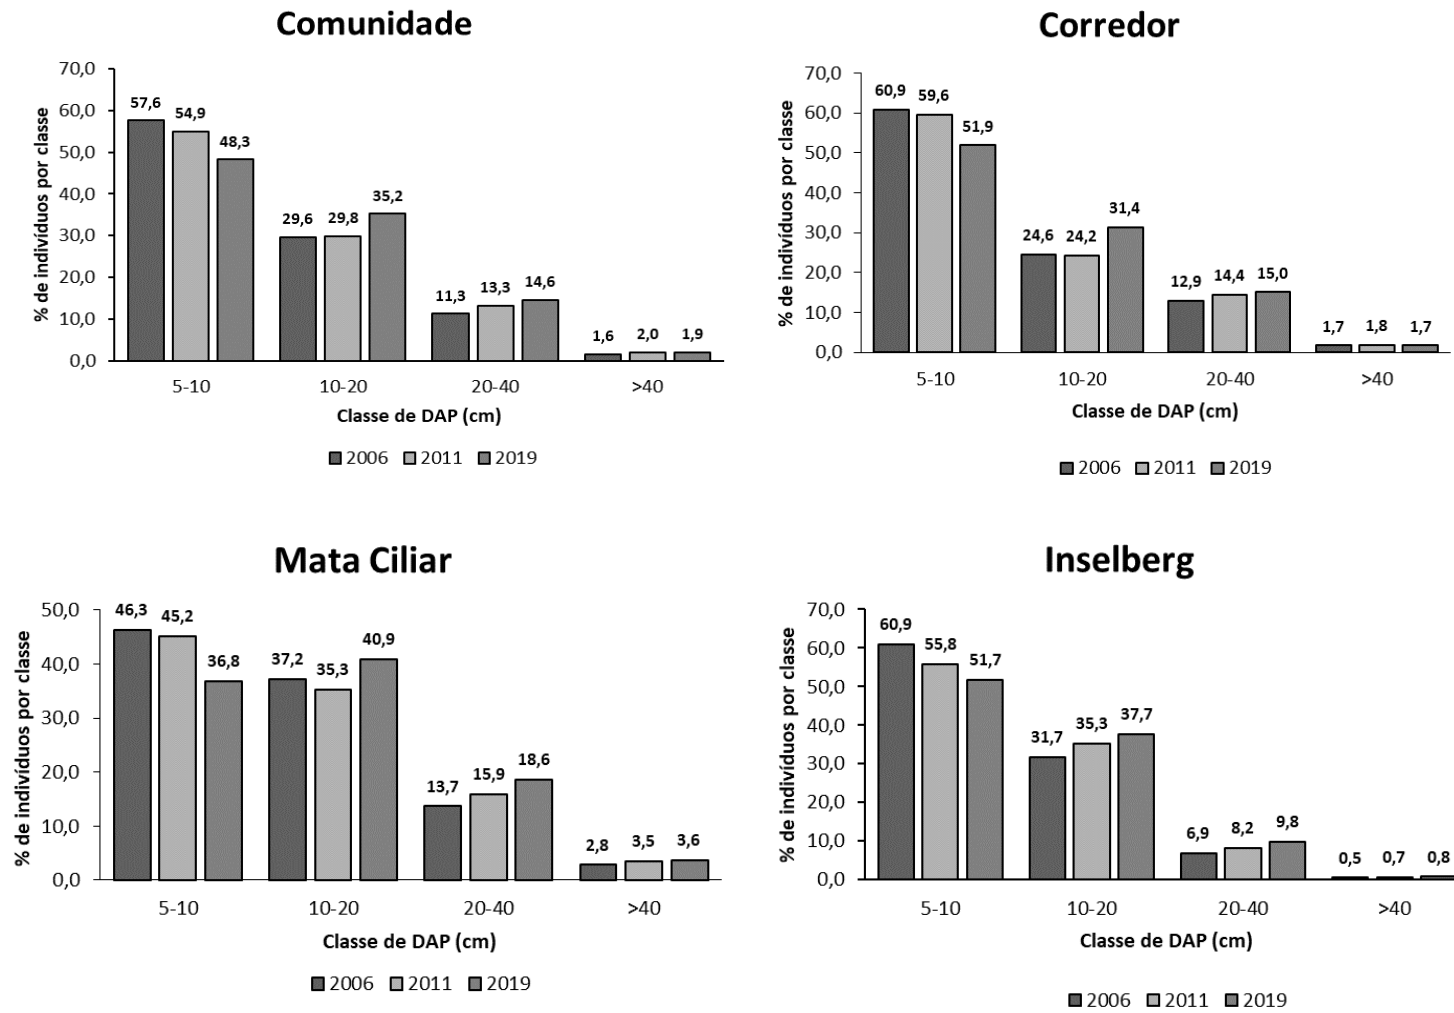 Comunidade
% de indivíduos por classe
70,0
60,0
50,0
40,0
30,0
20,0
10,0
0,0
57,6 54,9 48,3
29,6 29,8 35,2
11,3 13,3 14,6
1,6 2,0 1,9
5-10 10-20 20-40 >40
Classe de DAP (cm)
2006 2011 2019
Corredor
% de indivíduos por classe
70,0
60,0
50,0
40,0
30,0
20,0
10,0
0,0
60,9 59,6 51,9
24,6 24,2 31,4
12,9 14,4 15,0
1,7 1,8 1,7
5-10 10-20 20-40 >40
Classe de DAP (cm)
2006 2011 2019
Mata Ciliar
% de indivíduos por classe
50,0
40,0
30,0
20,0
10,0
0,0
46,3 45,2 36,8
37,2 35,3 40,9
13,7 15,9 18,6
2,8 3,5 3,6
5-10 10-20 20-40 >40
Classe de DAP (cm)
2006 2011 2019
Inselberg
% de indivíduos por classe
70,0
60,0
50,0
40,0
30,0
20,0
10,0
0,0
60,9 55,8 51,7
31,7 35,3 37,7
6,9 8,2 9,8
0,5 0,7 0,8
5-10 10-20 20-40 >40
Classe de DAP (cm)
2006 2011 2019